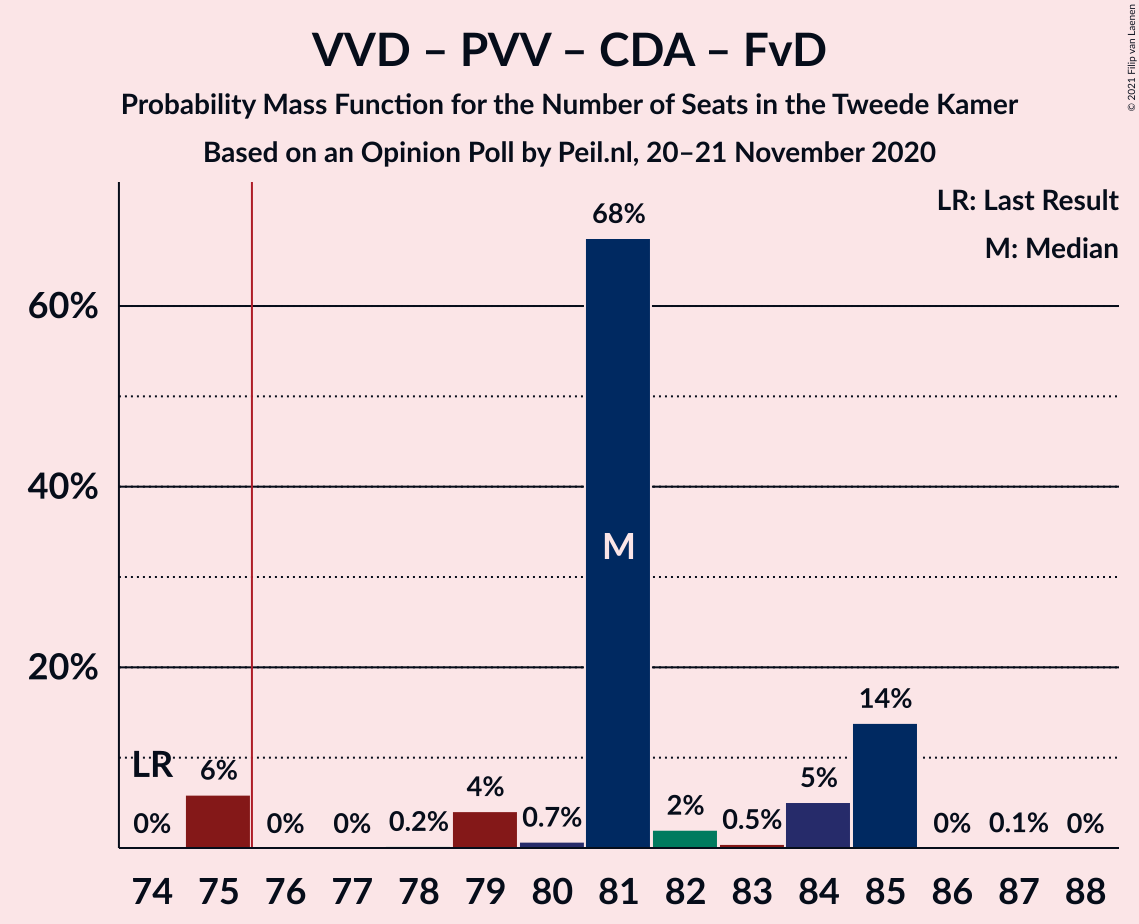 VVD – PVV – CDA – FvD
Probability Mass Function for the Number of Seats in the Tweede Kamer
Based on an Opinion Poll by Peil.nl, 20–21 November 2020
© 2021 Filip van Laenen
LR: Last Result
M: Median
60%
40%
20%
68%
M
14%
LR
6%
4%
5%
0%
0%
0%
0.2%
0.7%
2%
0.5%
0%
0.1%
0%
74 75 76 77 78 79 80 81 82 83 84 85 86 87 88